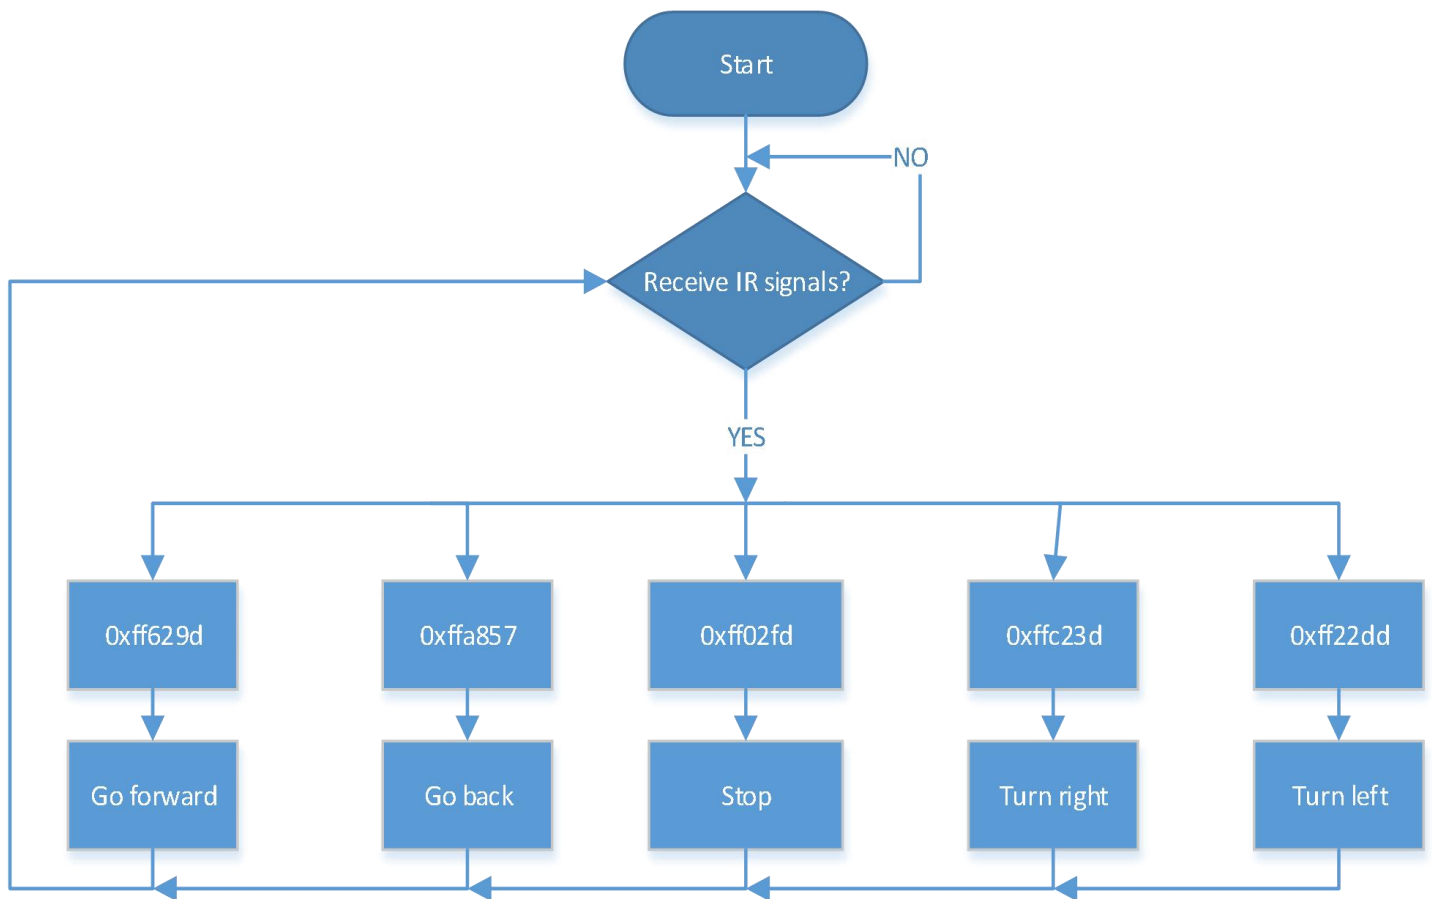 Start
NO
Receive IR signals?
YES
0xff629d
0xffa857
0xff02fd
0xffc23d
0xff22dd
Go forward
Go back
Stop
Turn right
Turn left